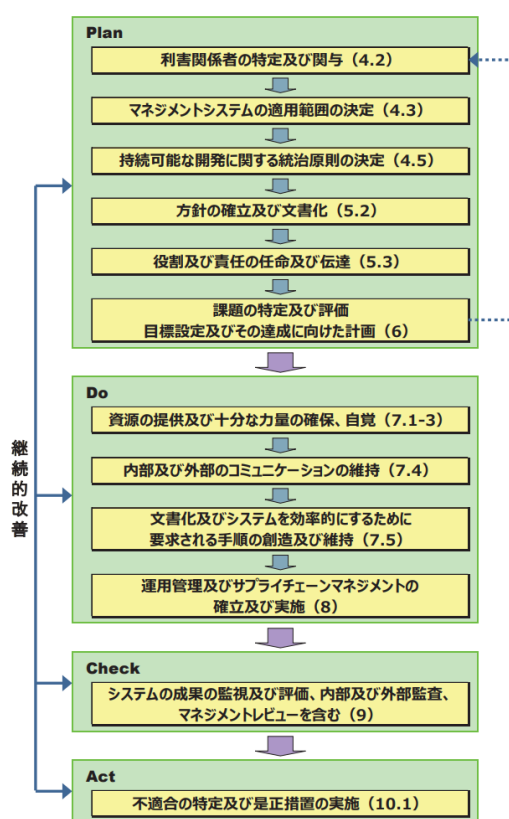 Plan
利害関係者の特定及び関与（4.2）
マネジメントシステムの適用範囲の決定（4.3）
持続可能な開発に関する統治原則の決定（4.5）
方針の確立及び文書化（5.2）
役割及び責任の任命及び伝達（5.3）
課題の特定及び評価
目標設定及びその達成に向けた計画（6）
Do
資源の提供及び十分な力量の確保、自覚（7.1-3）
内部及び外部のコミュニケーションの維持（7.4）
文書化及びシステムを効率的にするために
要求される手順の創造及び維持（7.5）
運用管理及びサプライチェーンマネジメントの
確立及び実施（8）
継続的改善
Check
システムの成果の監視及び評価、内部及び外部監査、
マネジメントレビューを含む（9）
Act
不適合の特定及び是正措置の実施（10.1）